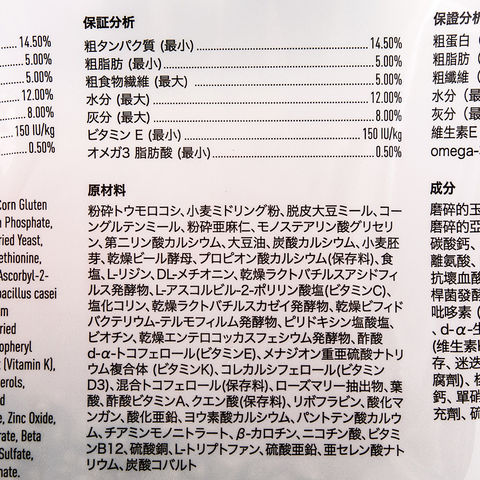 14.50%
5.00%
5.00%
12.00%
8.00%
150 IU/kg
0.50%
Corn Gluten
Phosphate,
ried Yeast,
ethionine,
Ascorbyl-2-
bacillus casei
ried
opheryl
(Vitamin K),
erols,
d
e, Zinc Oxide,
rate, Beta
Sulfate,
nate.
保証分析
粗タンパク質 (最小) 14.50%
粗脂肪 (最小) 5.00%
粗食物繊維 (最大) 5.00%
水分 (最大) 12.00%
灰分 (最大) 8.00%
ビタミン E (最小) 150 IU/kg
オメガ3 脂肪酸 (最小) 0.50%
原材料
粉砕トウモロコシ、小麦ミドリング粉、脱皮大豆ミール、コー
ングルテンミール、粉砕亜麻仁、モノステアリン酸グリセリ
ン、第二リン酸カルシウム、大豆油、炭酸カルシウム、小麦胚
芽、乾燥ビール酵母、プロピオン酸カルシウム(保存料)、食
塩、L-リジン、DL-メチオニン、乾燥ラクトバチルスアシドフィ
ルス発酵物、L-アスコルビル-2-ポリリン酸塩(ビタミンC)、
塩化コリン、乾燥ラクトバチルスカゼイ発酵物、乾燥ビフィド
バクテリウム-テルモフィルム発酵物、ピリドキシン塩酸塩、
ビオチン、乾燥エンテロコッカスフェシウム発酵物、酢酸
d-α-トコフェロール(ビタミンE)、メナジオン重亜硫酸ナトリ
ウム複合体 (ビタミンK)、コレカルシフェロール(ビタミン
D3)、混合トコフェロール(保存料)、ローズマリー抽出物、葉
酸、酢酸ビタミンA、クエン酸(保存料)、リボフラビン、酸化マ
ンガン、酸化亜鉛、ヨウ素酸カルシウム、パントテン酸カルシウ
ム、チアミンモノニトラート、β-カロチン、ニコチン酸、ビタミ
ンB12、硫酸銅、L-トリプトファン、硫酸亜鉛、亜セレン酸ナト
リウム、炭酸コバルト
保證分析
粗蛋白 (
粗脂肪 (
粗纖維 (
水分 (最
灰分 (最
維生素E
omega-3
成分
磨碎的玉
磨碎的亞
碳酸鈣、
離氨酸、
抗壞血酸
桿菌發酵
吡哆素 (
、d-α-生
(維生素
存、迷迭
腐劑)、
鈣、單硝
充劑、硫